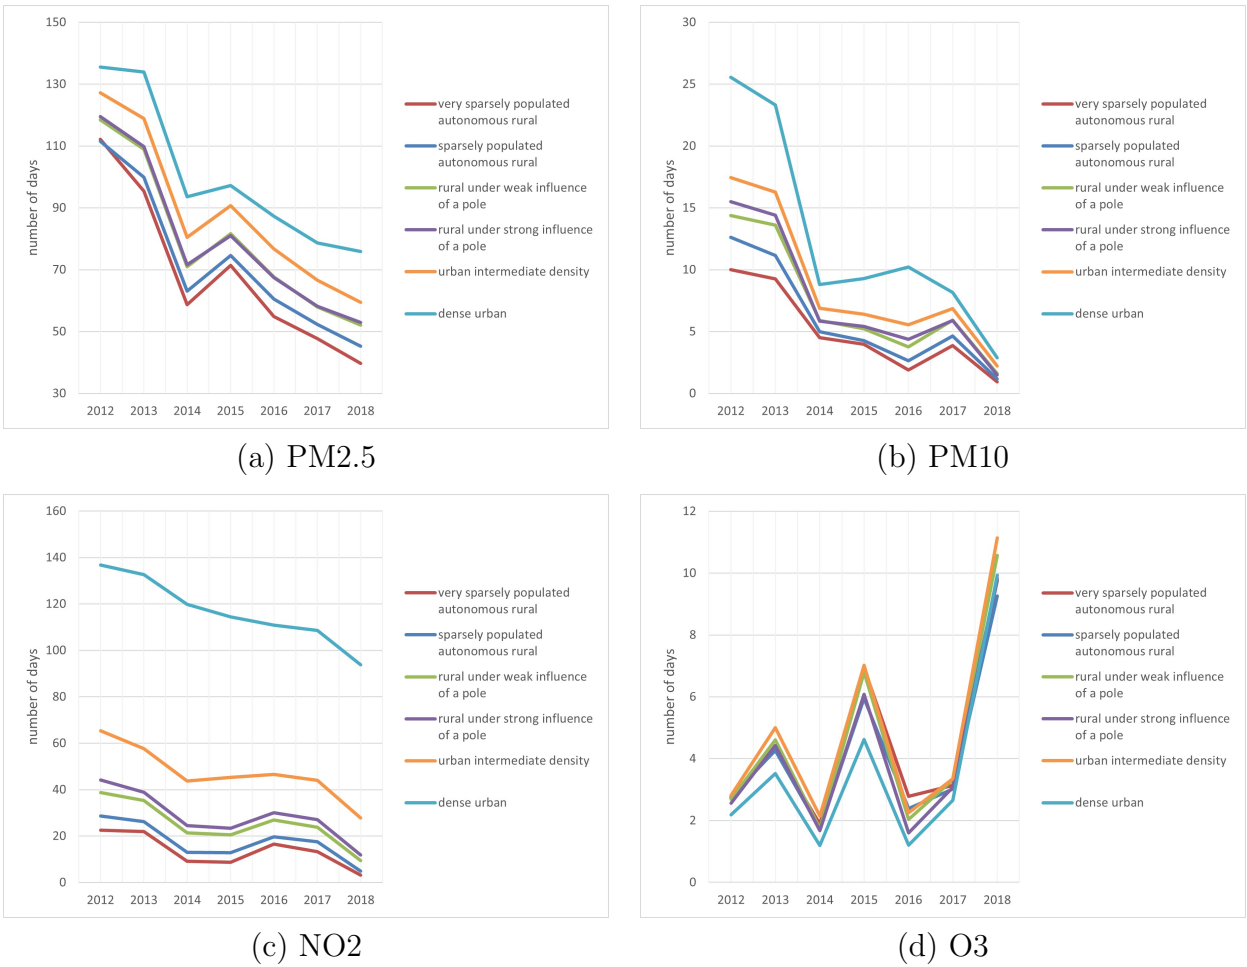 150
130
110
90
70
50
30
number of days
2012 2013 2014 2015 2016 2017 2018
very sparsely populated
autonomous rural
sparsely populated
autonomous rural
rural under weak influence
of a pole
rural under strong influence
of a pole
urban intermediate density
dense urban
(a) PM2.5
30
25
20
15
10
5
0
number of days
2012 2013 2014 2015 2016 2017 2018
very sparsely populated
autonomous rural
sparsely populated
autonomous rural
rural under weak influence
of a pole
rural under strong influence
of a pole
urban intermediate density
dense urban
(b) PM10
160
140
120
100
80
60
40
20
0
number of days
2012 2013 2014 2015 2016 2017 2018
very sparsely populated
autonomous rural
sparsely populated
autonomous rural
rural under weak influence
of a pole
rural under strong influence
of a pole
urban intermediate density
dense urban
(c) NO2
12
10
8
6
4
2
0
number of days
2012 2013 2014 2015 2016 2017 2018
very sparsely populated
autonomous rural
sparsely populated
autonomous rural
rural under weak influence
of a pole
rural under strong influence
of a pole
urban intermediate density
dense urban
(d) O3